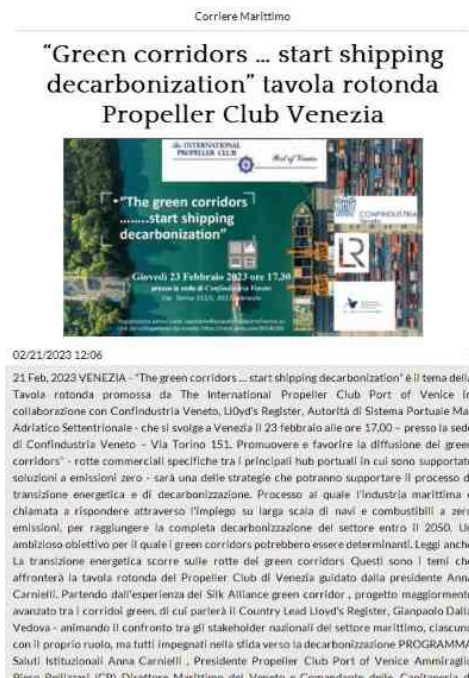 Corriere Marittimo
"Green corridors ... start shipping
decarbonization" tavola rotonda
Propeller Club Venezia
The INTERNATIONAL
PROPELLER CLUB
Port of Venice
"The green corridors
........start shipping
decarbonization"
CONFINDUSTRIA
LR
Giovedì 23 Febbraio 2023 ore 17,30
presso la sede di Confindustria Veneto
02/21/2023 12:06
21 Feb, 2023 VENEZIA - "The green corridors ... start shipping decarbonization" è il tema della
Tavola rotonda promossa da The International Propeller Club Port of Venice in
collaborazione con Confindustria Veneto, Lloyd's Register, Autorità di Sistema Portuale Mar
Adriatico Settentrionale - che si svolge a Venezia il 23 febbraio alle ore 17,00 – presso la sede
di Confindustria Veneto – Via Torino 151. Promuovere e favorire la diffusione dei green
corridors" - rotte commerciali specifiche tra i principali hub portuali in cui sono supportate
soluzioni a emissioni zero - sarà una delle strategie che potranno supportare il processo di
transizione energetica e di decarbonizzazione. Processo al quale l'industria marittima è
chiamata a rispondere attraverso l'impiego su larga scala di navi e combustibili a zero
emissioni, per raggiungere la completa decarbonizzazione del settore entro il 2050. Un
ambizioso obiettivo per il quale i green corridors potrebbero essere determinanti. Leggi anche
La transizione energetica scorre sulle rotte dei green corridors Questi sono i temi che
affronterà la tavola rotonda del Propeller Club di Venezia guidato dalla presidente Anna
Carnielli. Partendo dall'esperienza del Silk Alliance green corridor , progetto maggiormente
avanzato tra i corridoi green, di cui parlerà il Country Lead Lloyd's Register, Gianpaolo Dalla
Vedova - animando il confronto tra gli stakeholder nazionali del settore marittimo, ciascuno
con il proprio ruolo, ma tutti impegnati nella sfida verso la decarbonizzazione PROGRAMMA
Saluti Istituzionali Anna Carnielli , Presidente Propeller Club Port of Venice Ammiraglio